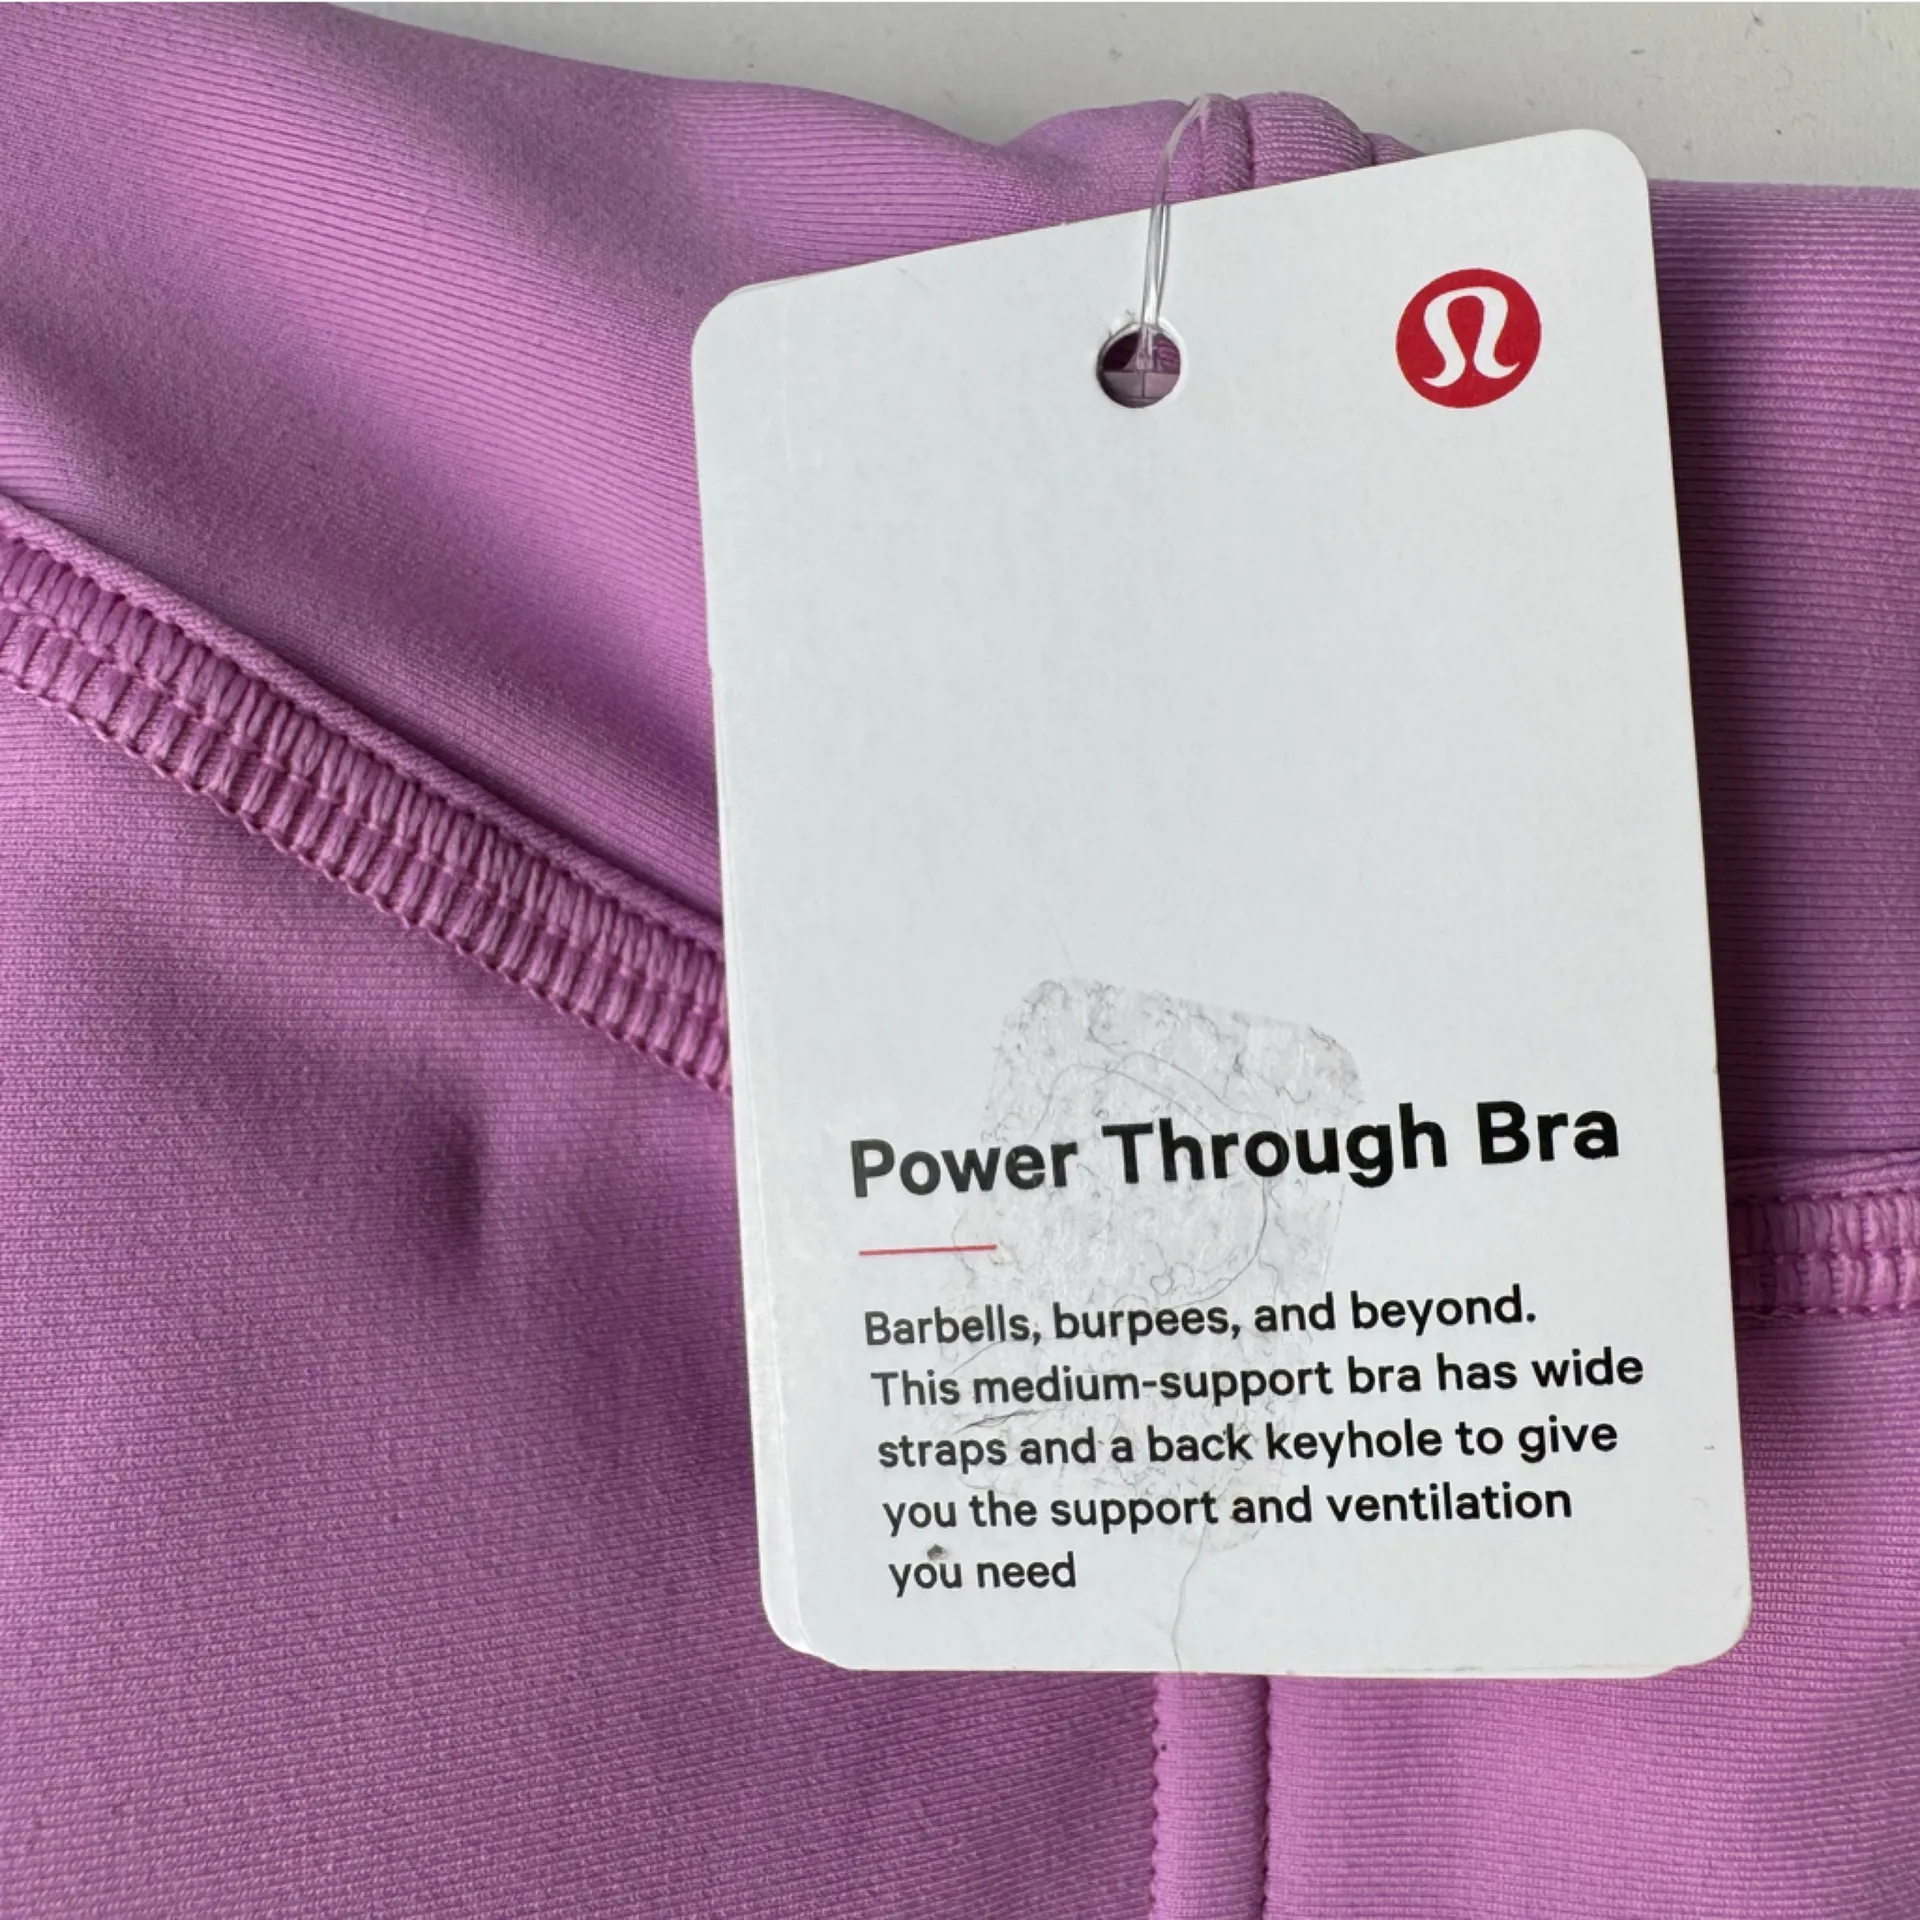 Power Through Bra
Barbells, burpees, and beyond.
This medium-support bra has wide
straps and a back keyhole to give
you the support and ventilation
you need